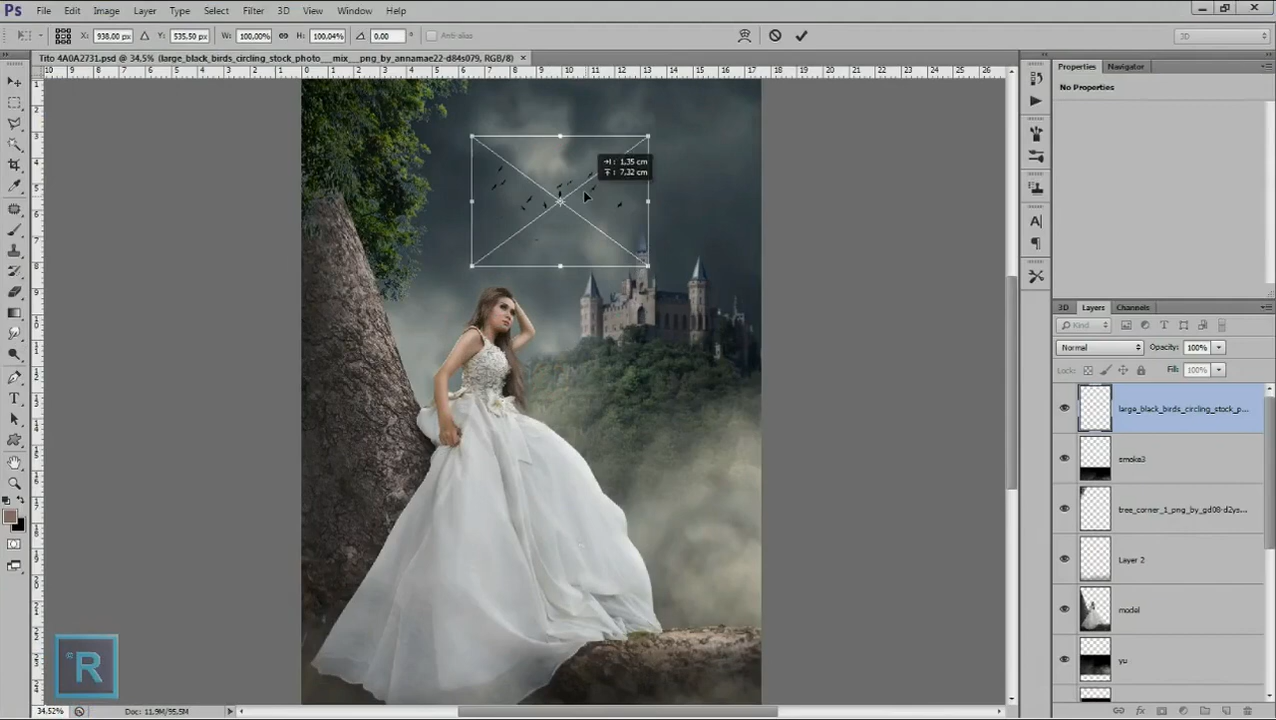 Ps File Edit Image Layer Type Select Filter 3D View Window Help
X: 938.00 px Y: 535.50 px W: 100.00% H: 100.04% 0.00 ° Anti-alias 3D
Tito 4A0A2731.psd @ 34,5% (large_black_birds_circling_stock_photo__mix__png_by_annamae22-d84s079, RGB/8) ×
Properties Navigator
No Properties
1,35 cm
7,32 cm
3D Layers Channels
Kind
Normal Opacity: 100%
Lock: Fill: 100%
large_black_birds_circling_stock_p...
smoke3
tree_corner_1_png_by_gd08-d2ys...
Layer 2
model
yu
©R
34.52% Doc: 11.9M/95.5M